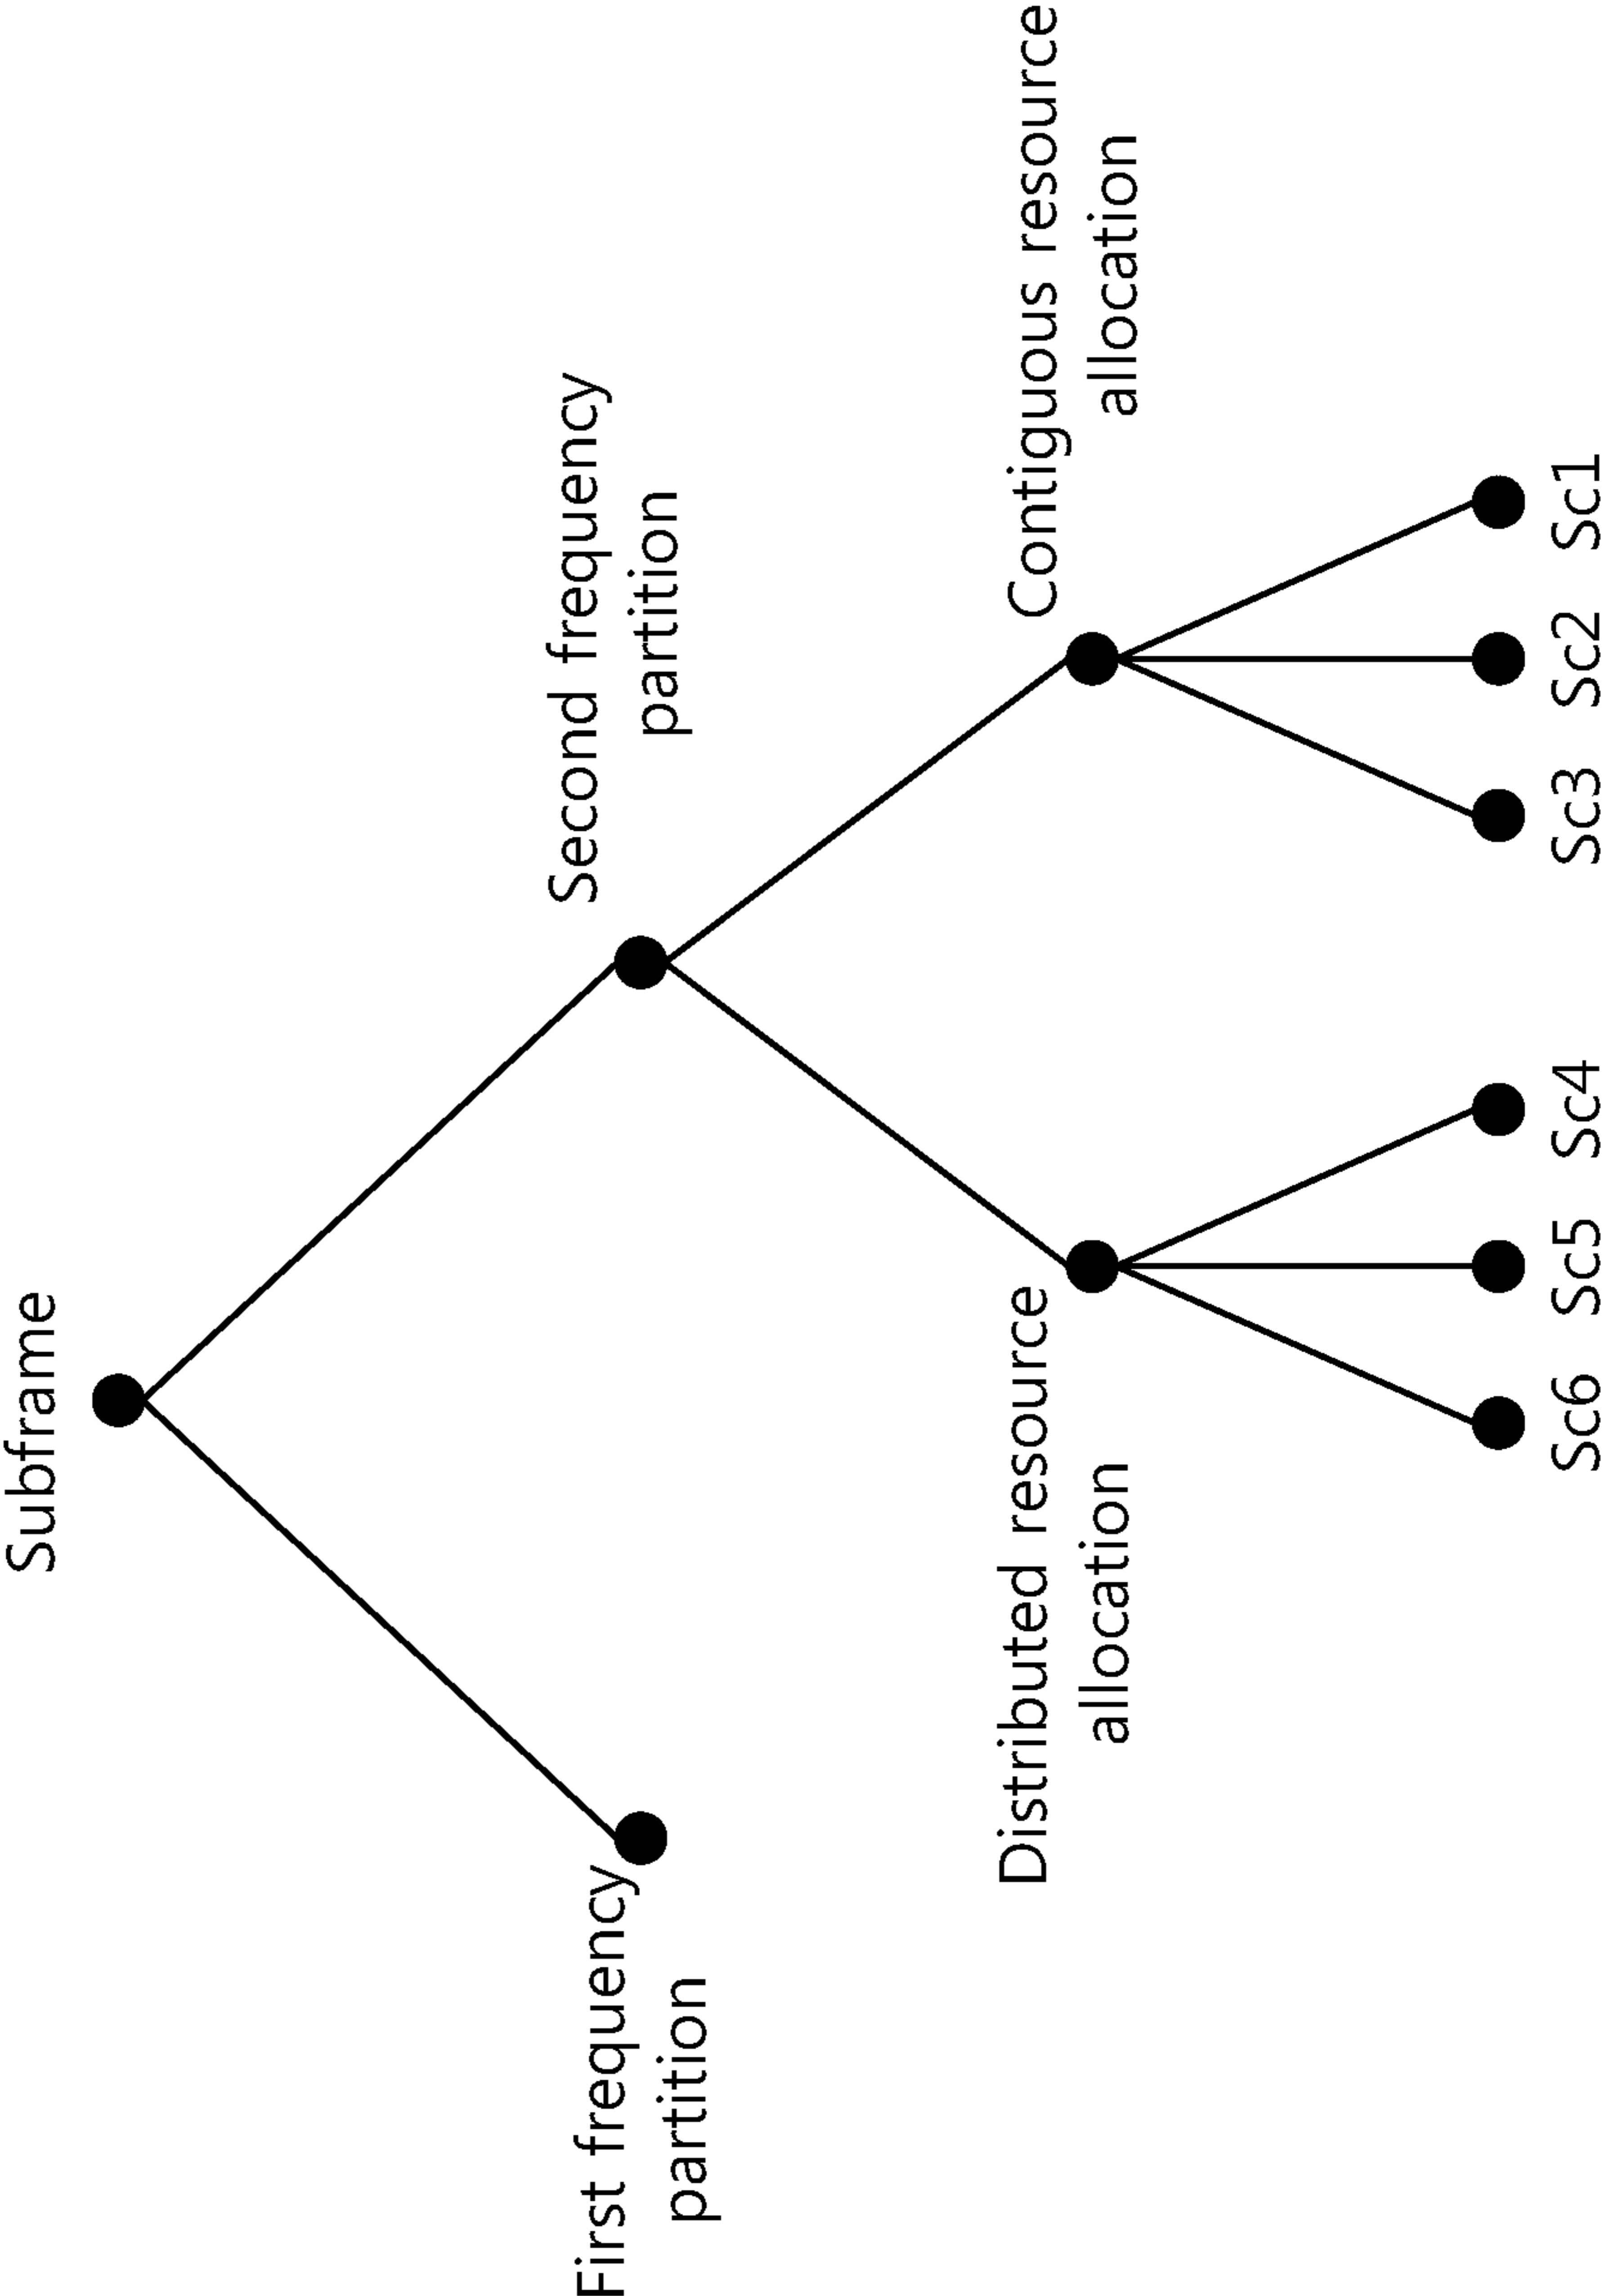 Subframe
First frequency
partition
Second frequency
partition
Distributed resource
allocation
Contiguous resource
allocation
Sc6
Sc5
Sc4
Sc3
Sc2
Sc1